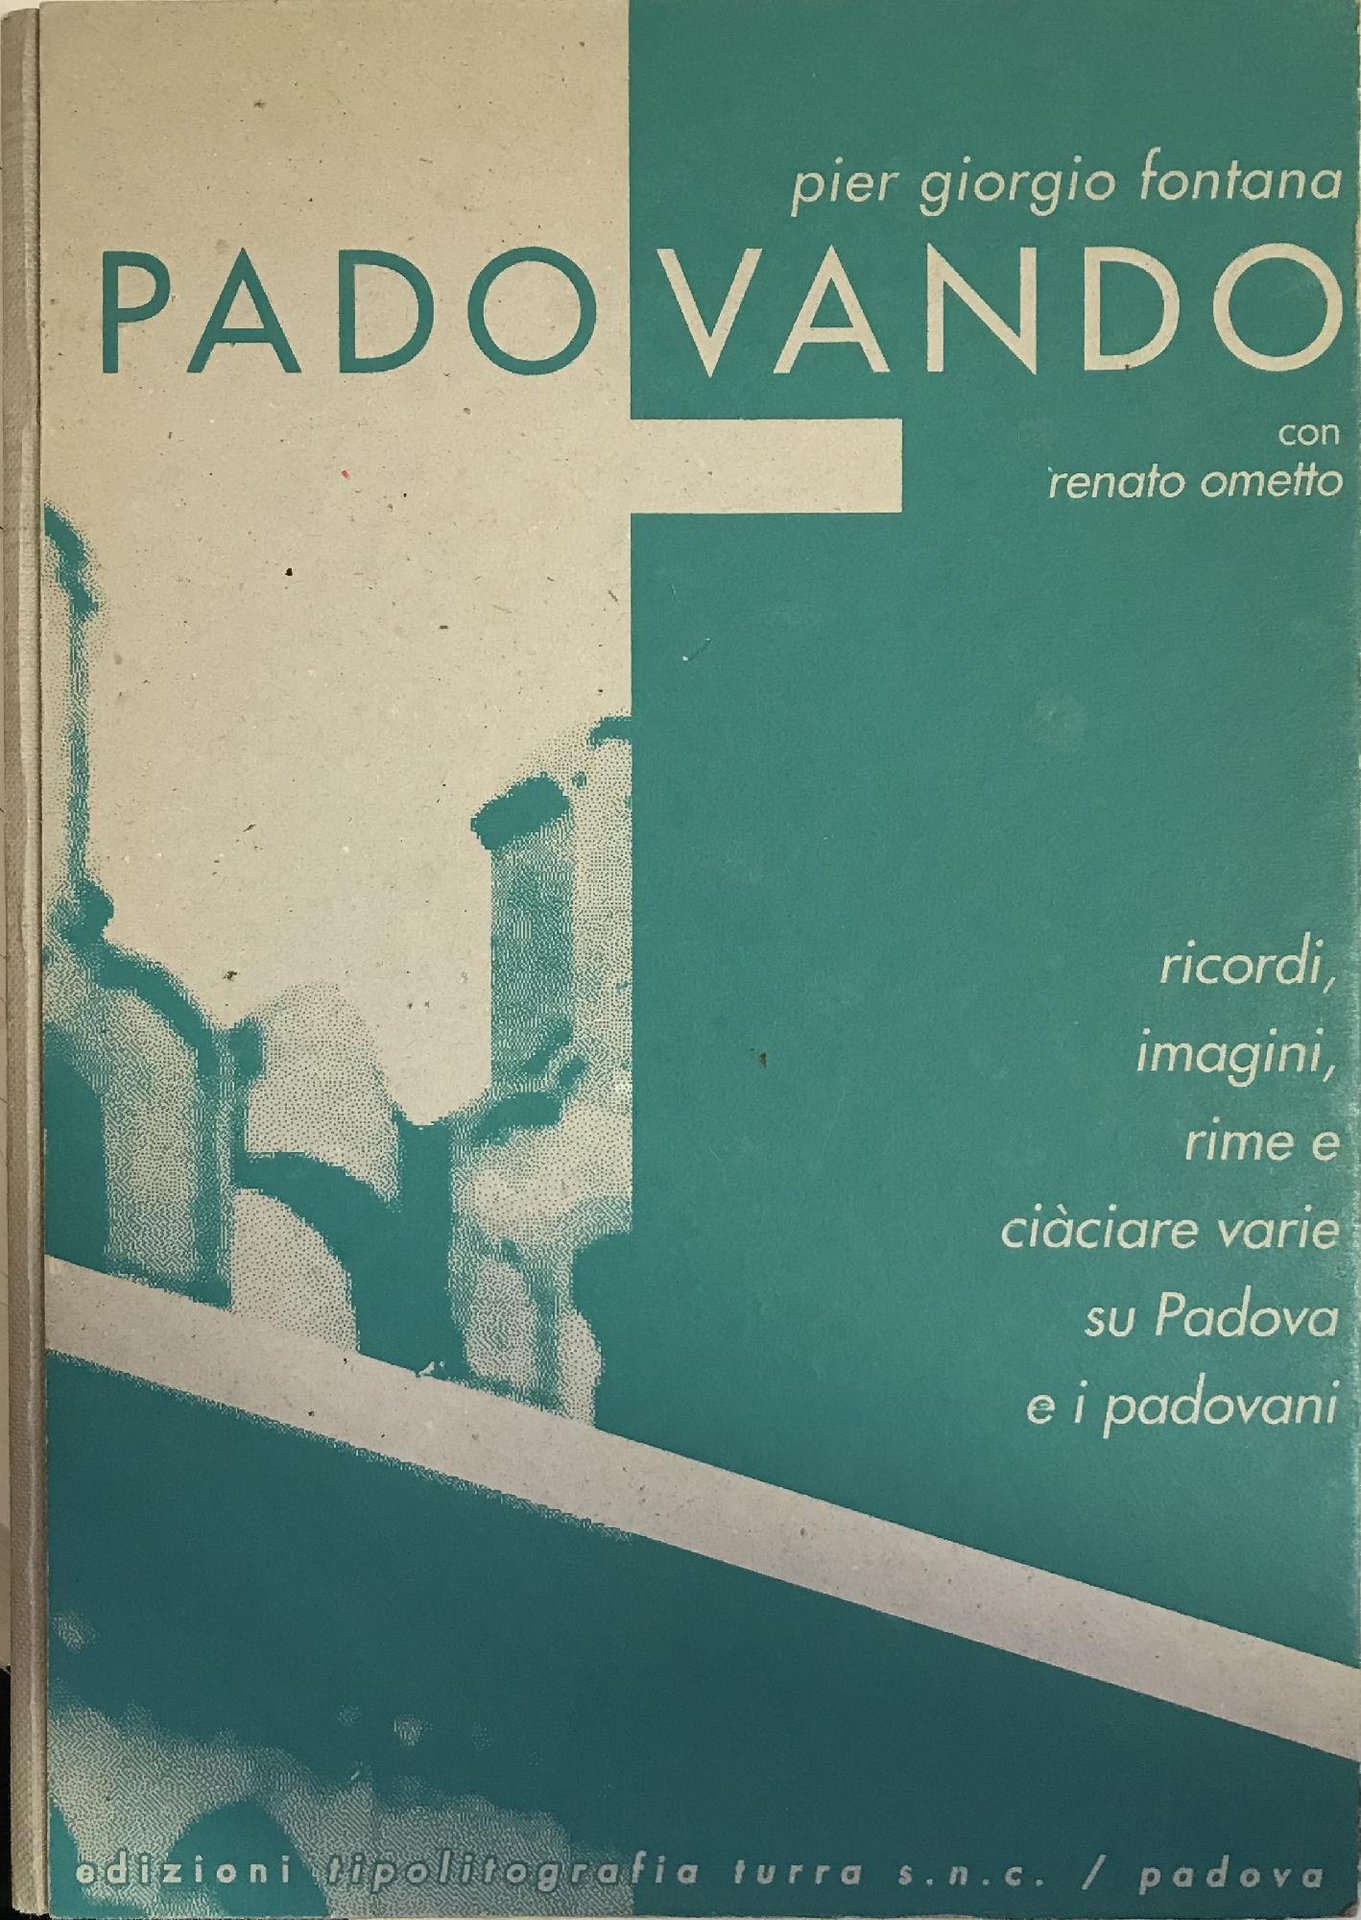 pier giorgio fontana
PADOVANDO
con
renato ometto
ricordi,
imagini,
rime e
ciàciare varie
su Padova
e i padovani
edizioni tipolitografia turra s.n.c. / padova